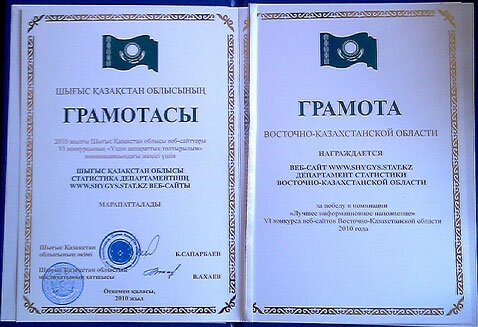 ШЫҒЫС ҚАЗАҚСТАН ОБЛЫСЫНЫҢ
ГРАМОТАСЫ
2010 жылғы Шығыс Қазақстан облысы веб-сайттары
VI конкурсының «Үздік ақпараттық толтырылым»
номинациясындағы жеңісі үшін
ШЫҒЫС ҚАЗАҚСТАН ОБЛЫСЫ
СТАТИСТИКА ДЕПАРТАМЕНТІНІҢ
WWW.SHYGYS.STAT.KZ ВЕБ-САЙТЫ
МАРАПАТТАЛАДЫ
Шығыс Қазақстан
облысының әкімі
Б.САПАРБАЕВ
Шығыс Қазақстан облыстық
мәслихатының хатшысы
В.АХАЕВ
Өскемен қаласы,
2010 жыл
ГРАМОТА
ВОСТОЧНО-КАЗАХСТАНСКОЙ ОБЛАСТИ
НАГРАЖДАЕТСЯ
ВЕБ-САЙТ WWW.SHYGYS.STAT.KZ
ДЕПАРТАМЕНТ СТАТИСТИКИ
ВОСТОЧНО-КАЗАХСТАНСКОЙ ОБЛАСТИ
за победу в номинации
«Лучшее информационное наполнение»
VI конкурса веб-сайтов Восточно-Казахстанской области
2010 года